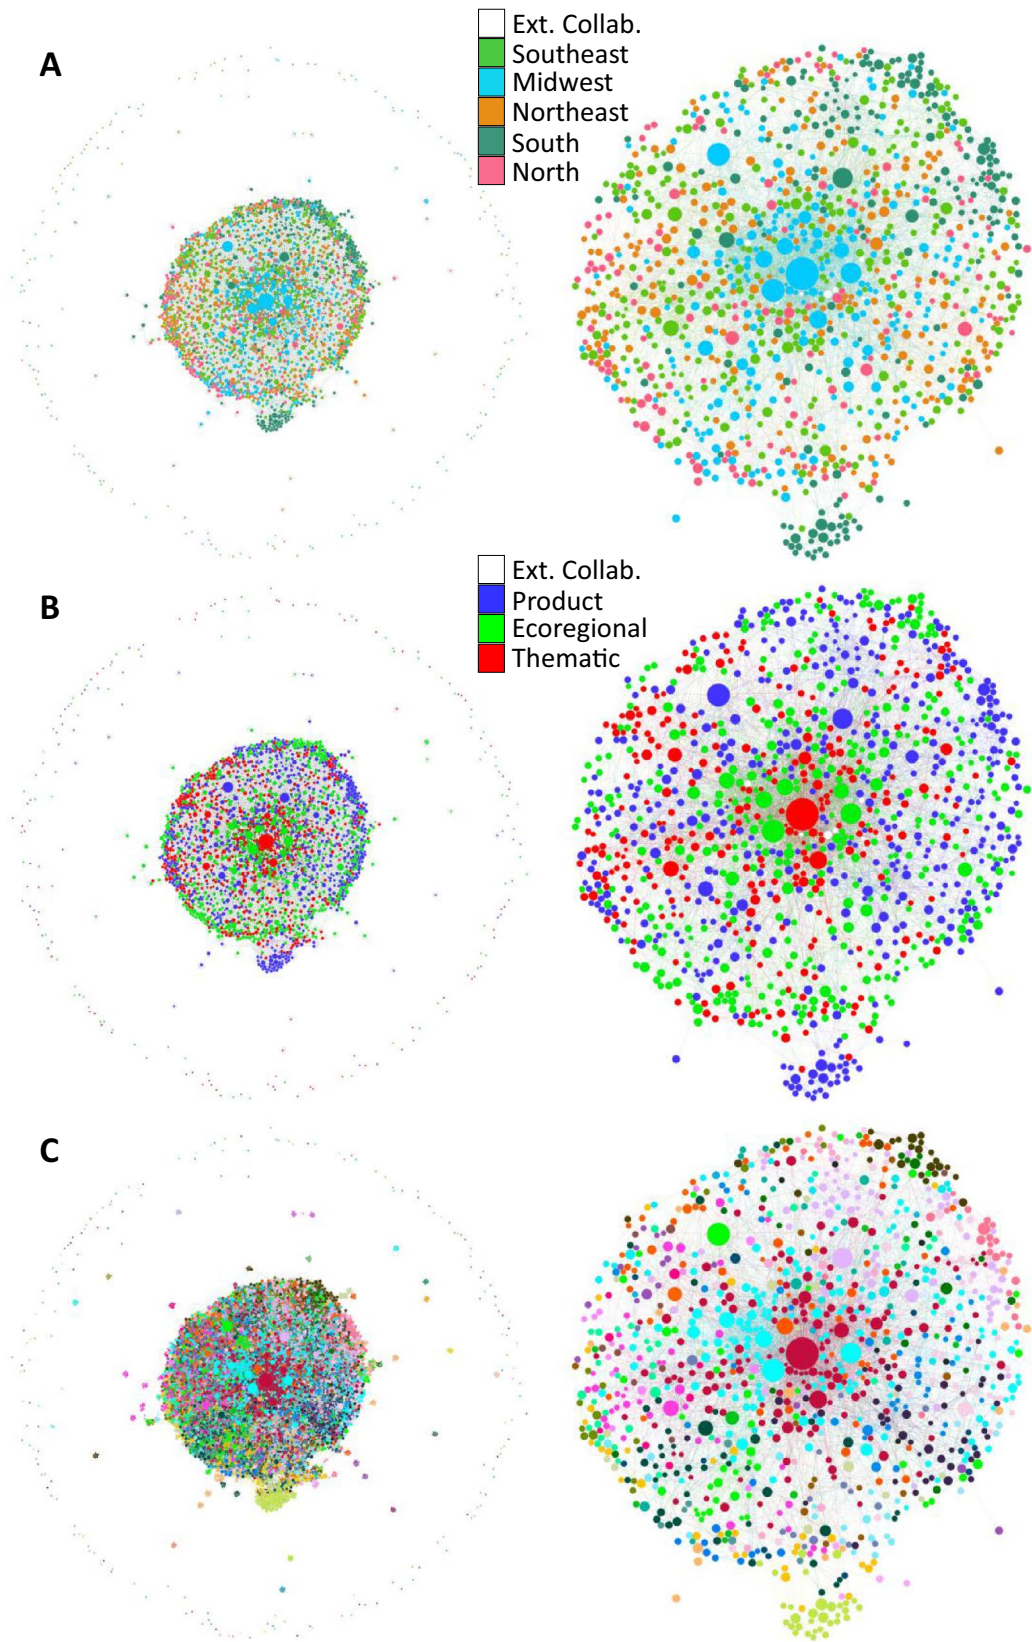 A
Ext. Collab.
Southeast
Midwest
Northeast
South
North
B
Ext. Collab.
Product
Ecoregional
Thematic
C